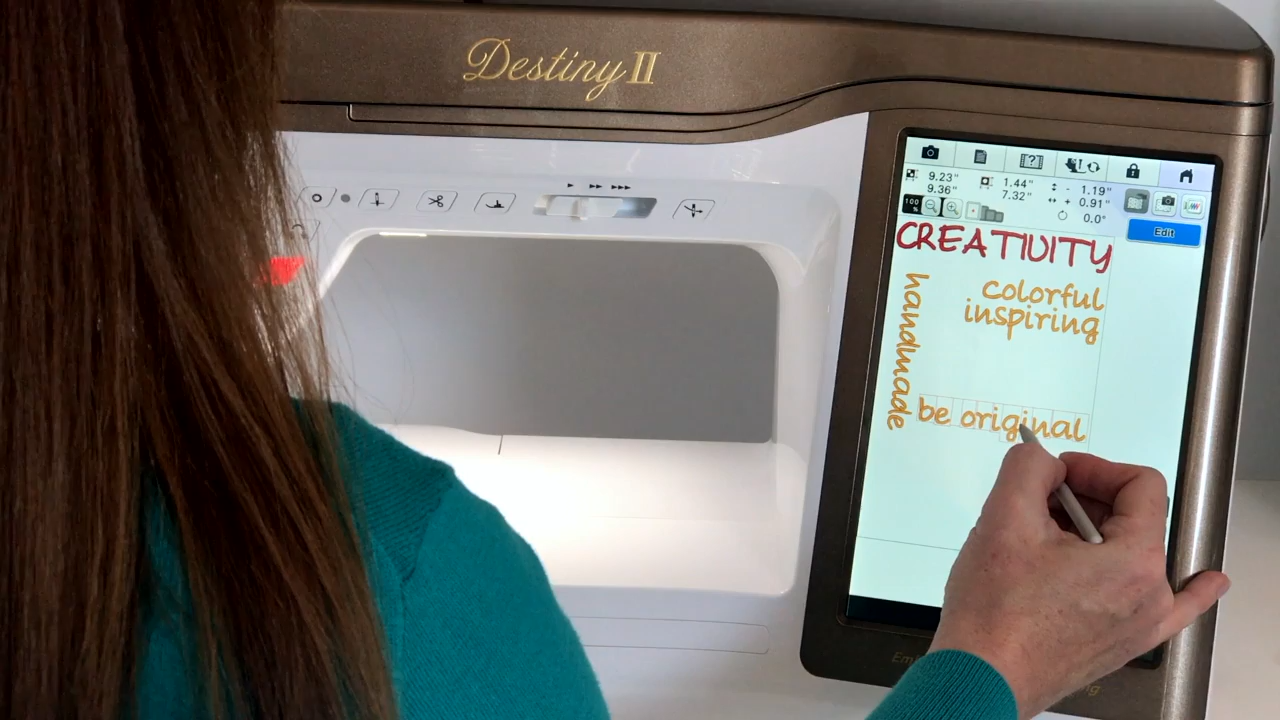 Destiny II
9.23" 1.44" - 1.19"
9.36" 7.32" + 0.91"
0.0°
100 %
Edit
CREATIVITY
colorful
inspiring
handmade
be original